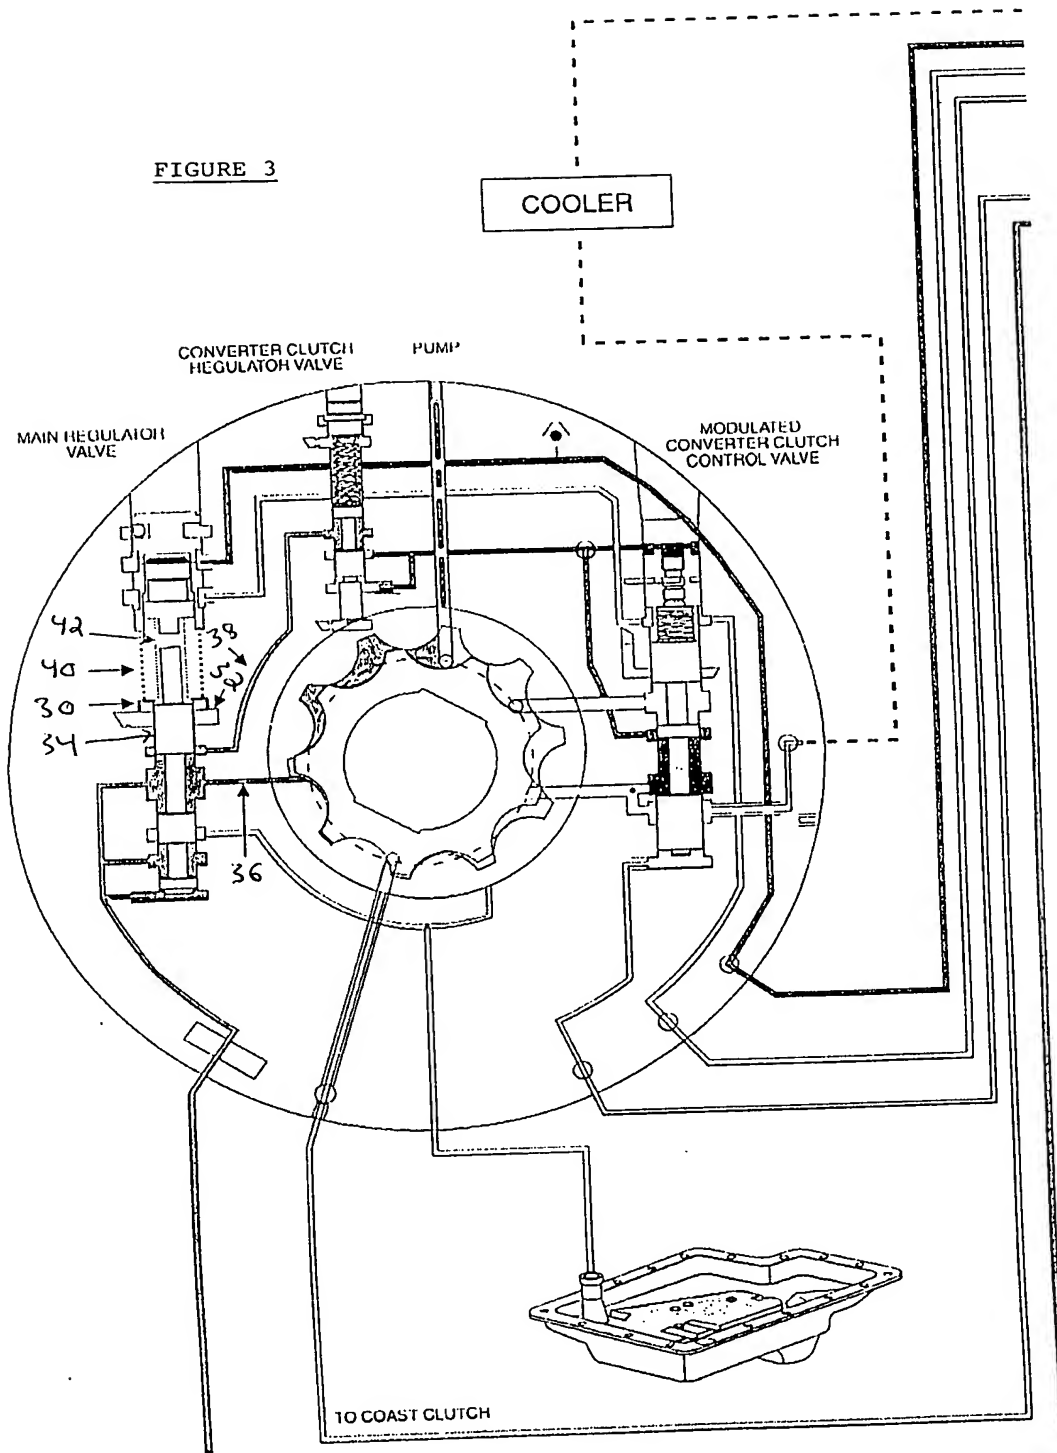 FIGURE 3
COOLER
CONVERTER CLUTCH
REGULATOR VALVE
PUMP
MAIN REGULATOR
VALVE
MODULATED
CONVERTER CLUTCH
CONTROL VALVE
42
38
40
32
30
34
36
TO COAST CLUTCH